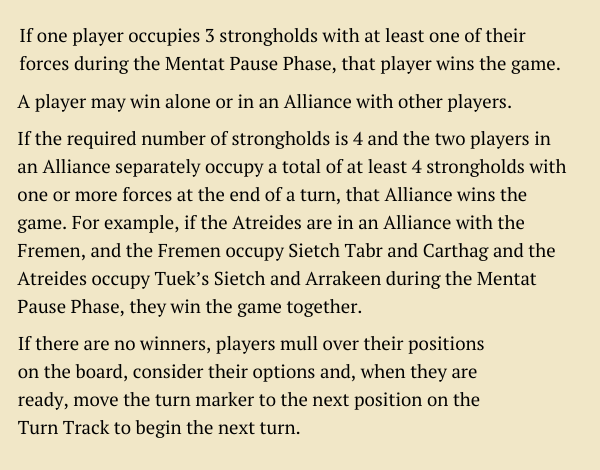 If one player occupies 3 strongholds with at least one of their
forces during the Mentat Pause Phase, that player wins the game.
A player may win alone or in an Alliance with other players.
If the required number of strongholds is 4 and the two players in
an Alliance separately occupy a total of at least 4 strongholds with
one or more forces at the end of a turn, that Alliance wins the
game. For example, if the Atreides are in an Alliance with the
Fremen, and the Fremen occupy Sietch Tabr and Carthag and the
Atreides occupy Tuek’s Sietch and Arrakeen during the Mentat
Pause Phase, they win the game together.
If there are no winners, players mull over their positions
on the board, consider their options and, when they are
ready, move the turn marker to the next position on the
Turn Track to begin the next turn.